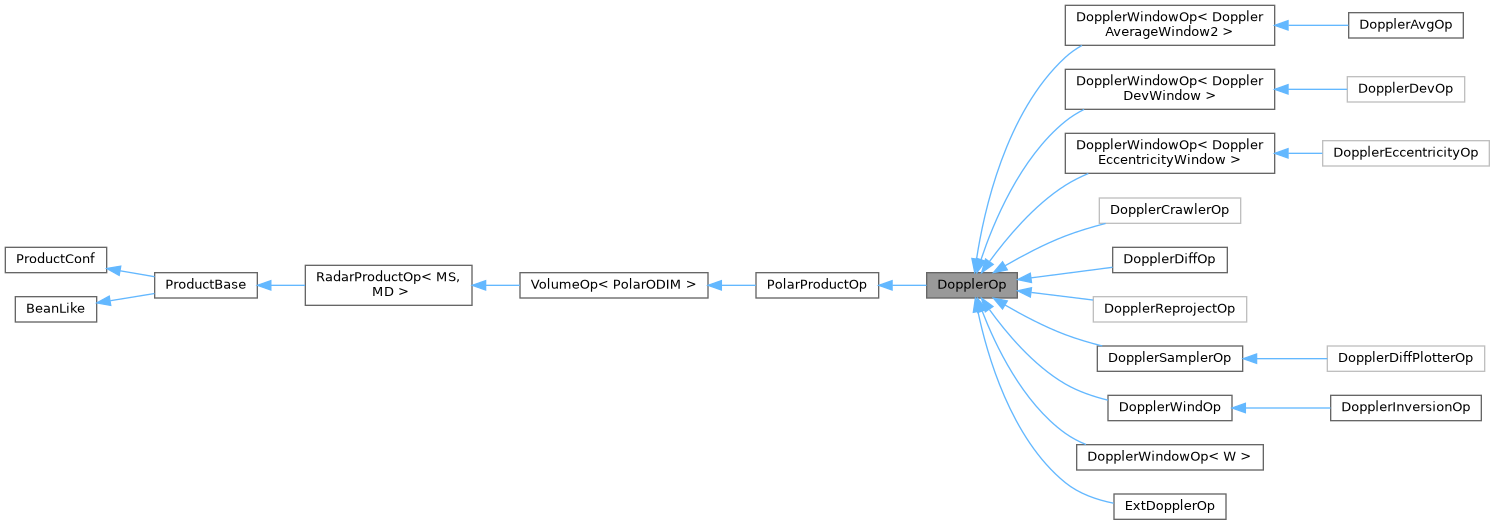 ProductConf
BeanLike
ProductBase
RadarProductOp< MS,
MD >
VolumeOp< PolarODIM >
PolarProductOp
DopplerOp
DopplerWindowOp< Doppler
AverageWindow2 >
DopplerAvgOp
DopplerWindowOp< Doppler
DevWindow >
DopplerDevOp
DopplerWindowOp< Doppler
EccentricityWindow >
DopplerEccentricityOp
DopplerCrawlerOp
DopplerDiffOp
DopplerReprojectOp
DopplerSamplerOp
DopplerDiffPlotterOp
DopplerWindOp
DopplerInversionOp
DopplerWindowOp< W >
ExtDopplerOp